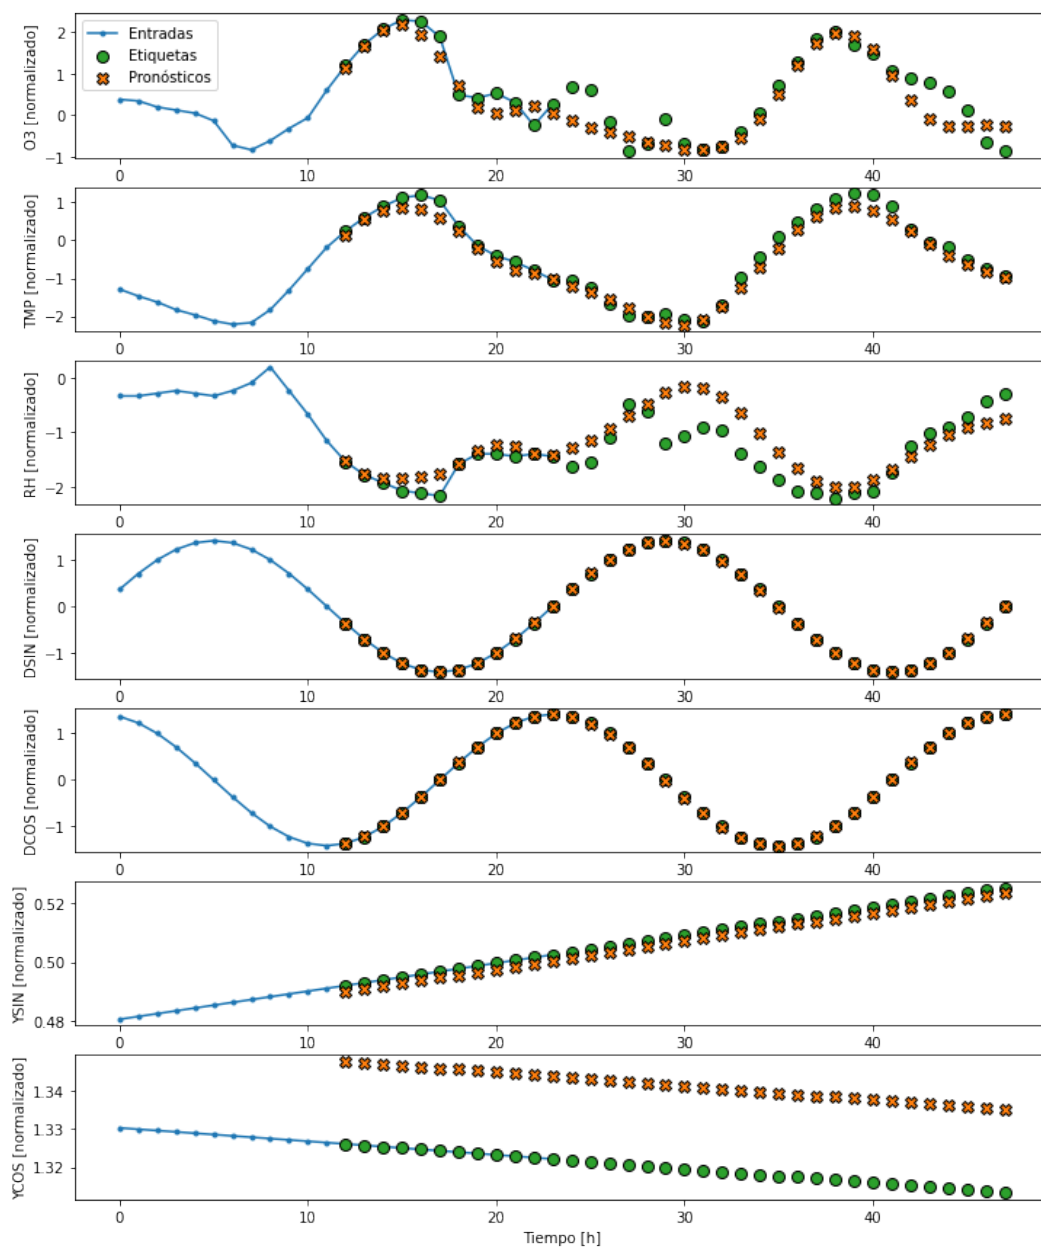 O3 [normalizado]
2
1
0
−1
Entradas
Etiquetas
Pronósticos
0 10 20 30 40
TMP [normalizado]
1
0
−1
−2
0 10 20 30 40
RH [normalizado]
0
−1
−2
0 10 20 30 40
DSIN [normalizado]
1
0
−1
0 10 20 30 40
DCOS [normalizado]
1
0
−1
0 10 20 30 40
YSIN [normalizado]
0.52
0.50
0.48
0 10 20 30 40
YCOS [normalizado]
1.34
1.33
1.32
0 10 20 30 40
Tiempo [h]